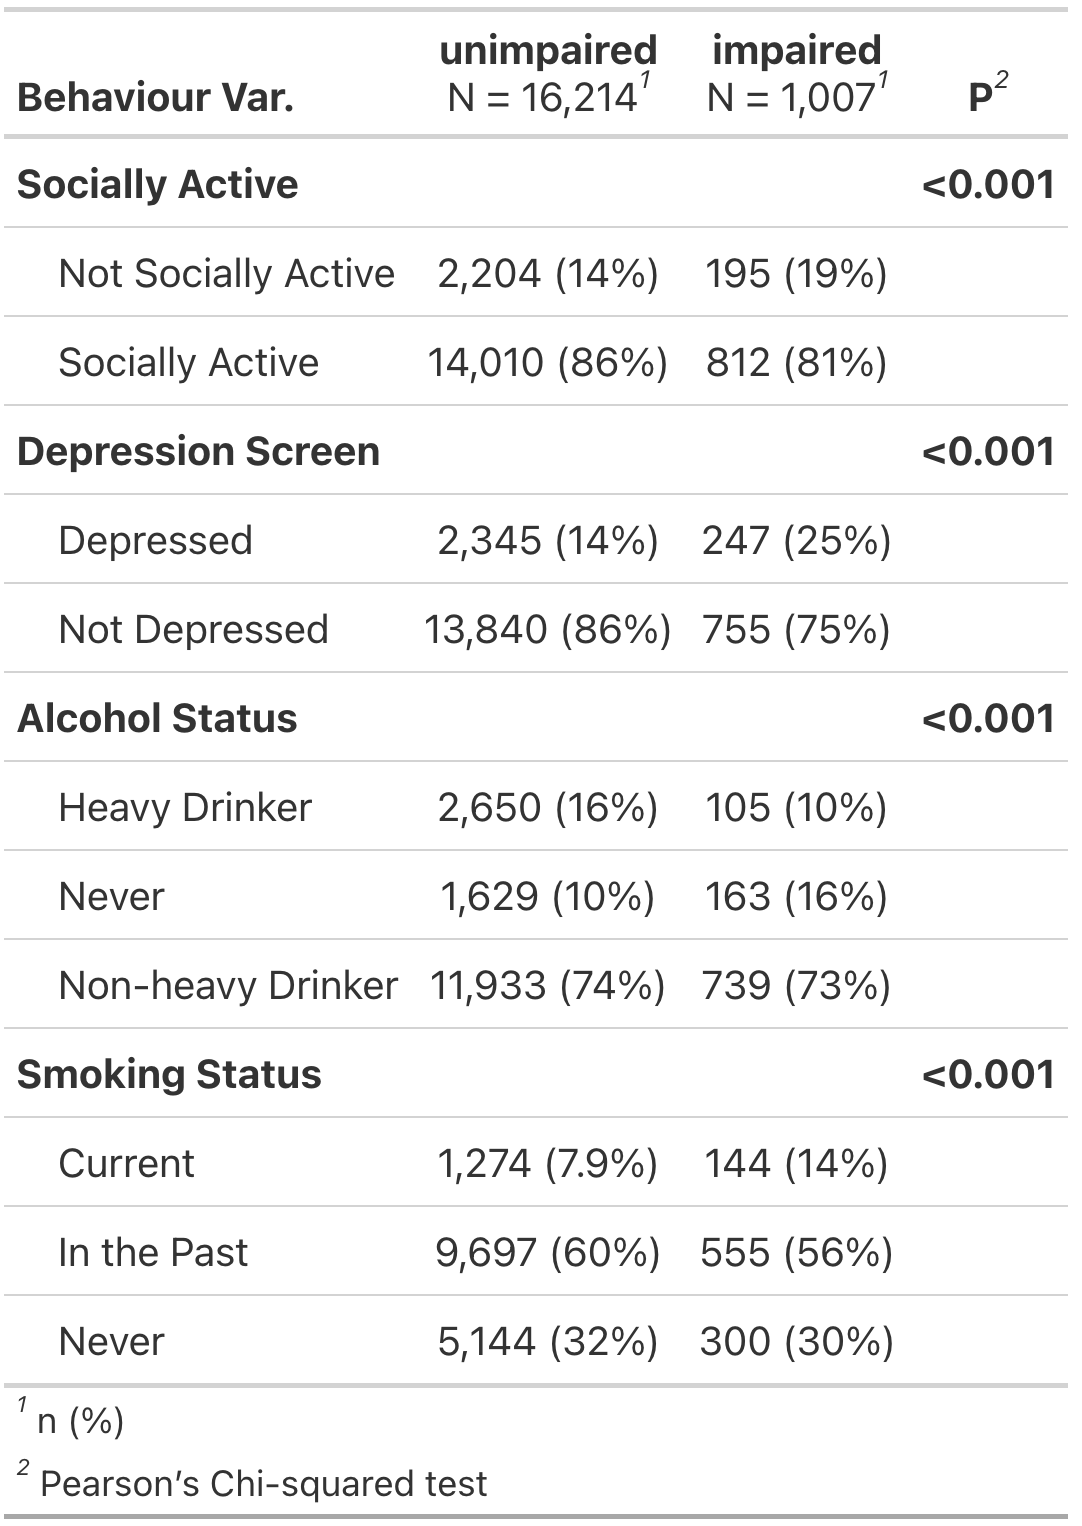 Behaviour Var. unimpaired N = 16,214¹ impaired N = 1,007¹ P²
Socially Active <0.001
Not Socially Active 2,204 (14%) 195 (19%)
Socially Active 14,010 (86%) 812 (81%)
Depression Screen <0.001
Depressed 2,345 (14%) 247 (25%)
Not Depressed 13,840 (86%) 755 (75%)
Alcohol Status <0.001
Heavy Drinker 2,650 (16%) 105 (10%)
Never 1,629 (10%) 163 (16%)
Non-heavy Drinker 11,933 (74%) 739 (73%)
Smoking Status <0.001
Current 1,274 (7.9%) 144 (14%)
In the Past 9,697 (60%) 555 (56%)
Never 5,144 (32%) 300 (30%)
¹ n (%)
² Pearson’s Chi-squared test